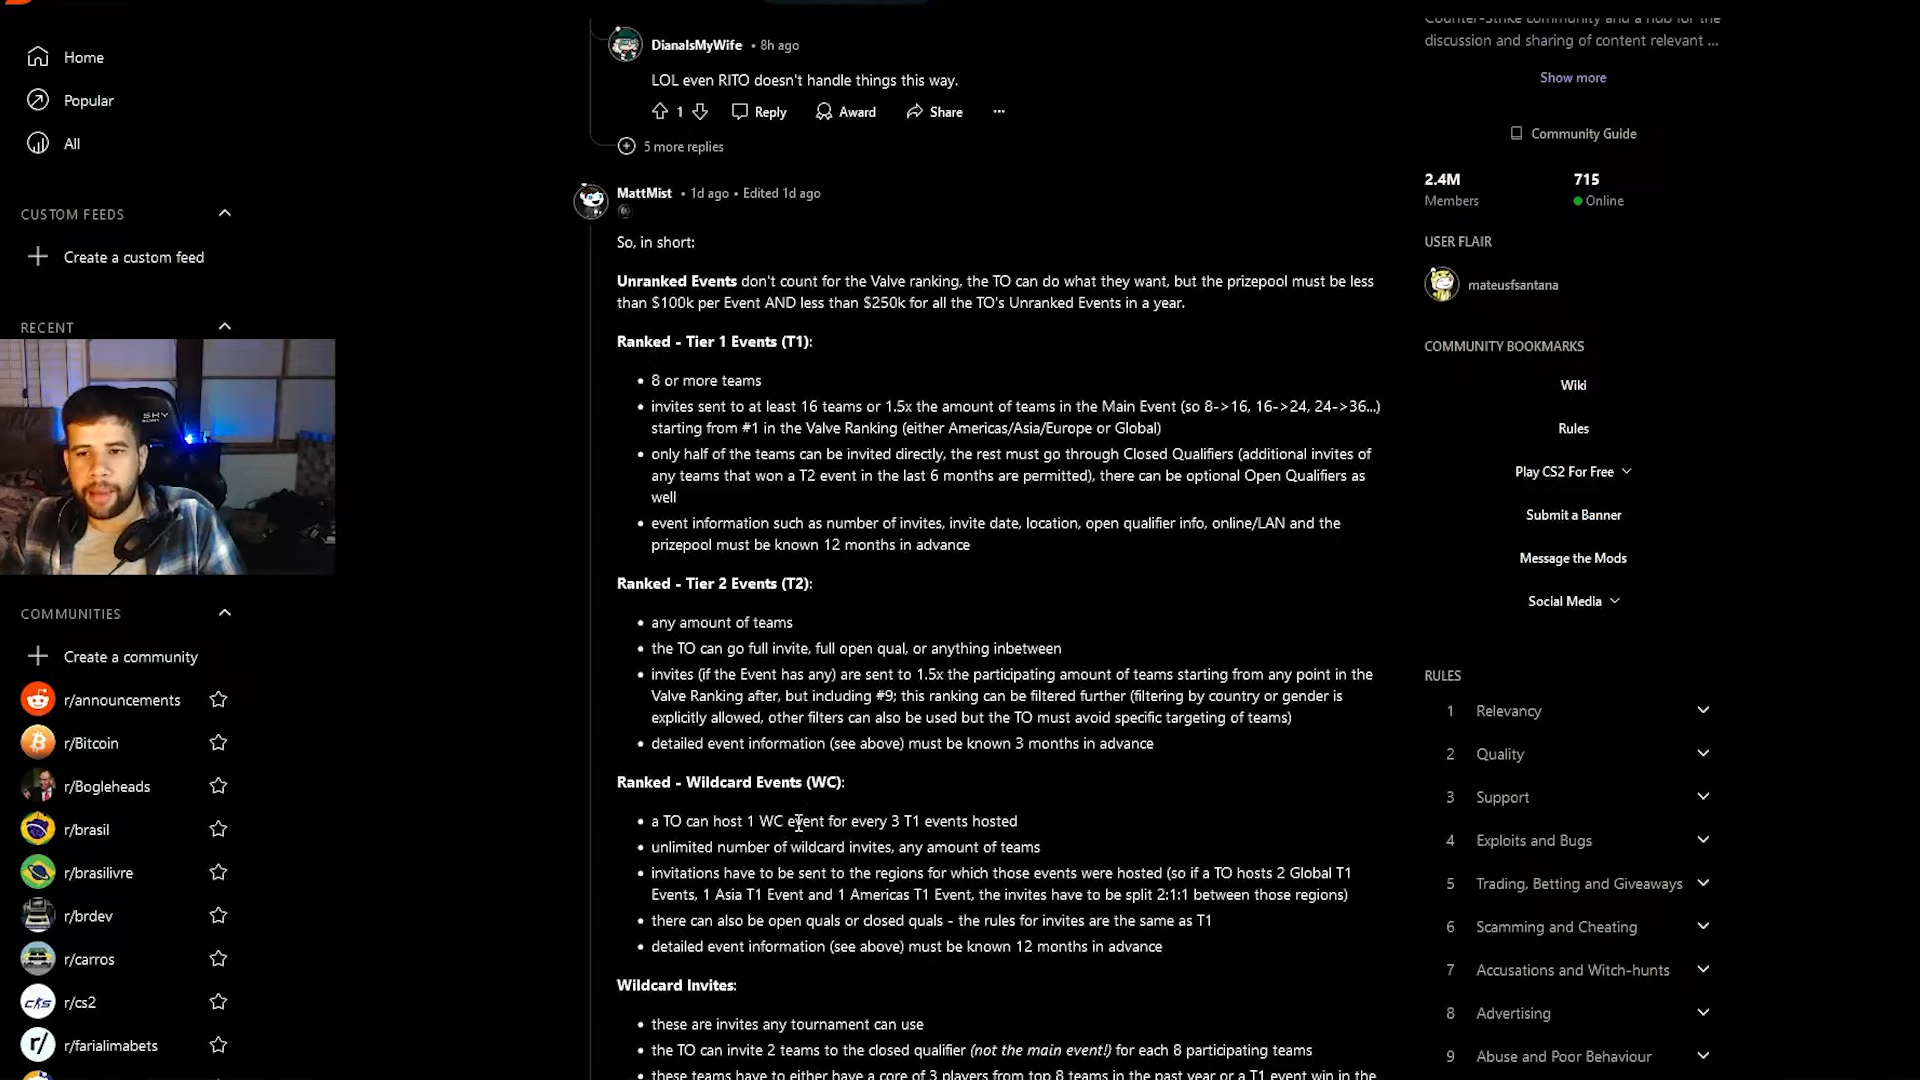 Home
Popular
All
CUSTOM FEEDS
Create a custom feed
RECENT
SKY
COMMUNITIES
Create a community
r/announcements
r/Bitcoin
r/Bogleheads
r/brasil
r/brasilivre
r/brdev
r/carros
r/cs2
r/farialimabets
DianaIsMyWife • 8h ago
LOL even RITO doesn't handle things this way.
1 Reply Award Share ...
5 more replies
MattMist • 1d ago • Edited 1d ago
So, in short:
Unranked Events don't count for the Valve ranking, the TO can do what they want, but the prizepool must be less
than $100k per Event AND less than $250k for all the TO's Unranked Events in a year.
Ranked - Tier 1 Events (T1):
• 8 or more teams
• invites sent to at least 16 teams or 1.5x the amount of teams in the Main Event (so 8->16, 16->24, 24->36...)
starting from #1 in the Valve Ranking (either Americas/Asia/Europe or Global)
• only half of the teams can be invited directly, the rest must go through Closed Qualifiers (additional invites of
any teams that won a T2 event in the last 6 months are permitted), there can be optional Open Qualifiers as
well
• event information such as number of invites, invite date, location, open qualifier info, online/LAN and the
prizepool must be known 12 months in advance
Ranked - Tier 2 Events (T2):
• any amount of teams
• the TO can go full invite, full open qual, or anything inbetween
• invites (if the Event has any) are sent to 1.5x the participating amount of teams starting from any point in the
Valve Ranking after, but including #9; this ranking can be filtered further (filtering by country or gender is
explicitly allowed, other filters can also be used but the TO must avoid specific targeting of teams)
• detailed event information (see above) must be known 3 months in advance
Ranked - Wildcard Events (WC):
• a TO can host 1 WC event for every 3 T1 events hosted
• unlimited number of wildcard invites, any amount of teams
• invitations have to be sent to the regions for which those events were hosted (so if a TO hosts 2 Global T1
Events, 1 Asia T1 Event and 1 Americas T1 Event, the invites have to be split 2:1:1 between those regions)
• there can also be open quals or closed quals - the rules for invites are the same as T1
• detailed event information (see above) must be known 12 months in advance
Wildcard Invites:
• these are invites any tournament can use
• the TO can invite 2 teams to the closed qualifier (not the main event!) for each 8 participating teams
• these teams have to either have a core of 3 players from top 8 teams in the past year or a T1 event win in the
Counter-Strike community and a hub for the
discussion and sharing of content relevant ...
Show more
Community Guide
2.4M 715
Members Online
USER FLAIR
mateusfsantana
COMMUNITY BOOKMARKS
Wiki
Rules
Play CS2 For Free
Submit a Banner
Message the Mods
Social Media
RULES
1 Relevancy
2 Quality
3 Support
4 Exploits and Bugs
5 Trading, Betting and Giveaways
6 Scamming and Cheating
7 Accusations and Witch-hunts
8 Advertising
9 Abuse and Poor Behaviour